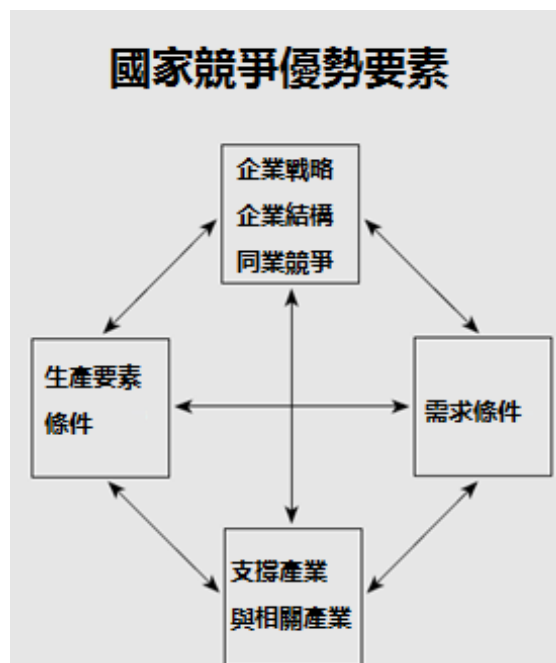 國家競爭優勢要素
企業戰略
企業結構
同業競爭
生產要素
條件
需求條件
支撐產業
與相關產業